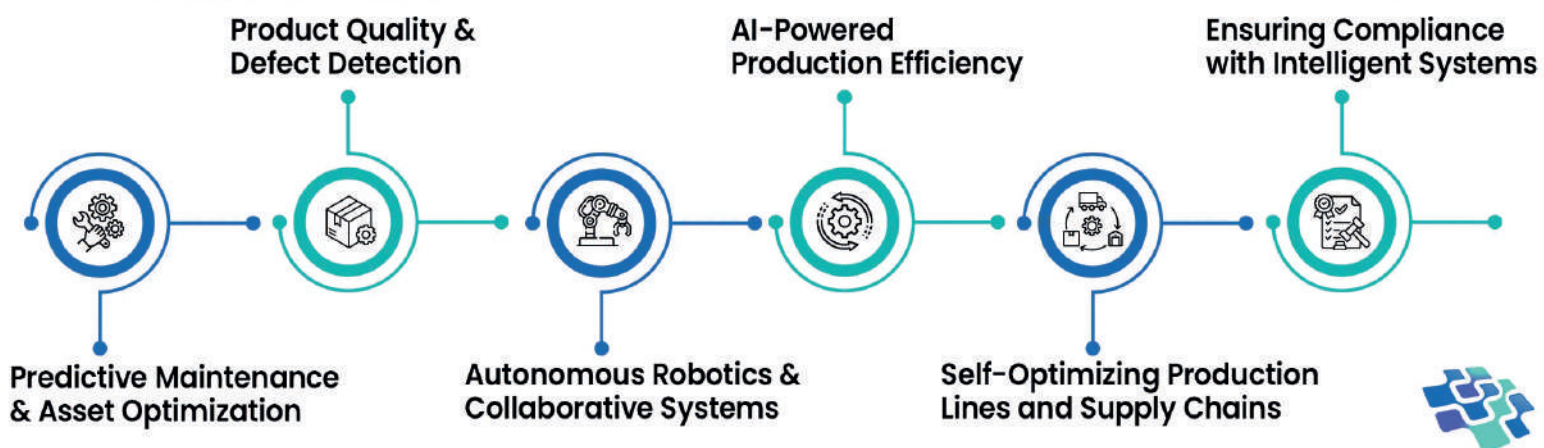 Product Quality &
Defect Detection
AI-Powered
Production Efficiency
Ensuring Compliance
with Intelligent Systems
Predictive Maintenance
& Asset Optimization
Autonomous Robotics &
Collaborative Systems
Self-Optimizing Production
Lines and Supply Chains